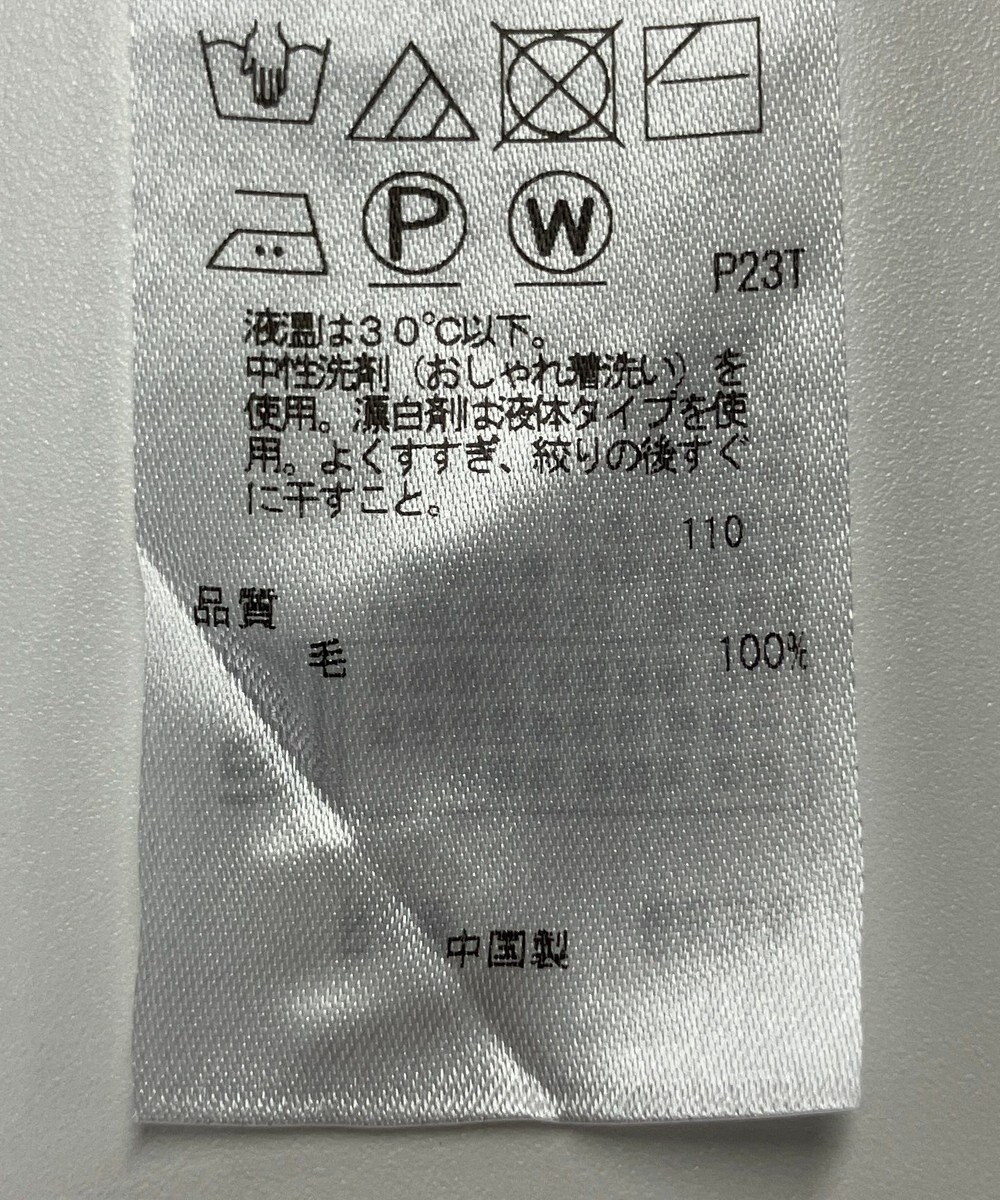 P W
P23T
液温は30℃以下。
中性洗剤(おしゃれ着洗い)を
使用。漂白剤は液体タイプを使
用。よくすすぎ、絞りの後すぐ
に干すこと。
110
品質
毛 100%
中国製